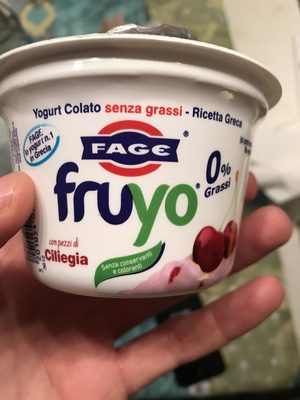 Yogurt Colato senza grassi - Ricetta Greca
FAGE:
lo yogurt n.1
in Grecia
FAGE®
fruyo®
0%
Grassi
con pezzi di
Ciliegia
Senza conservanti
e coloranti